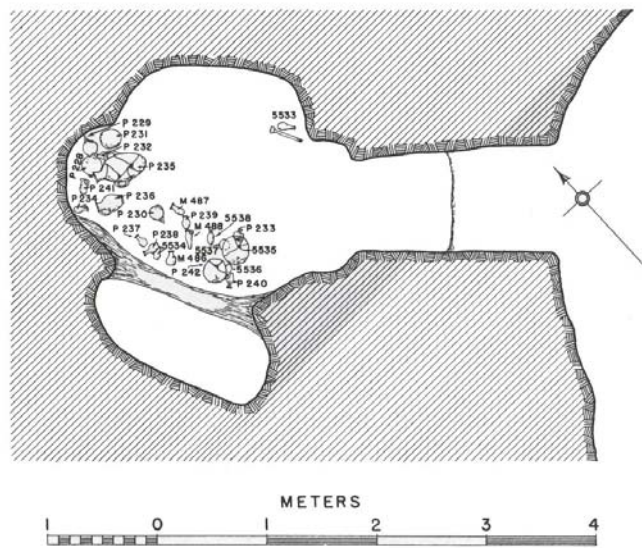 P 229
P 231
P 232
5533
P 228
P 235
P 241
P 234
P 236
M 487
P 230
P 239
5538
M 488
P 233
P 237
P 238
5537
5535
5534
M 486
P 242
5536
P 240
METERS
1 0 1 2 3 4